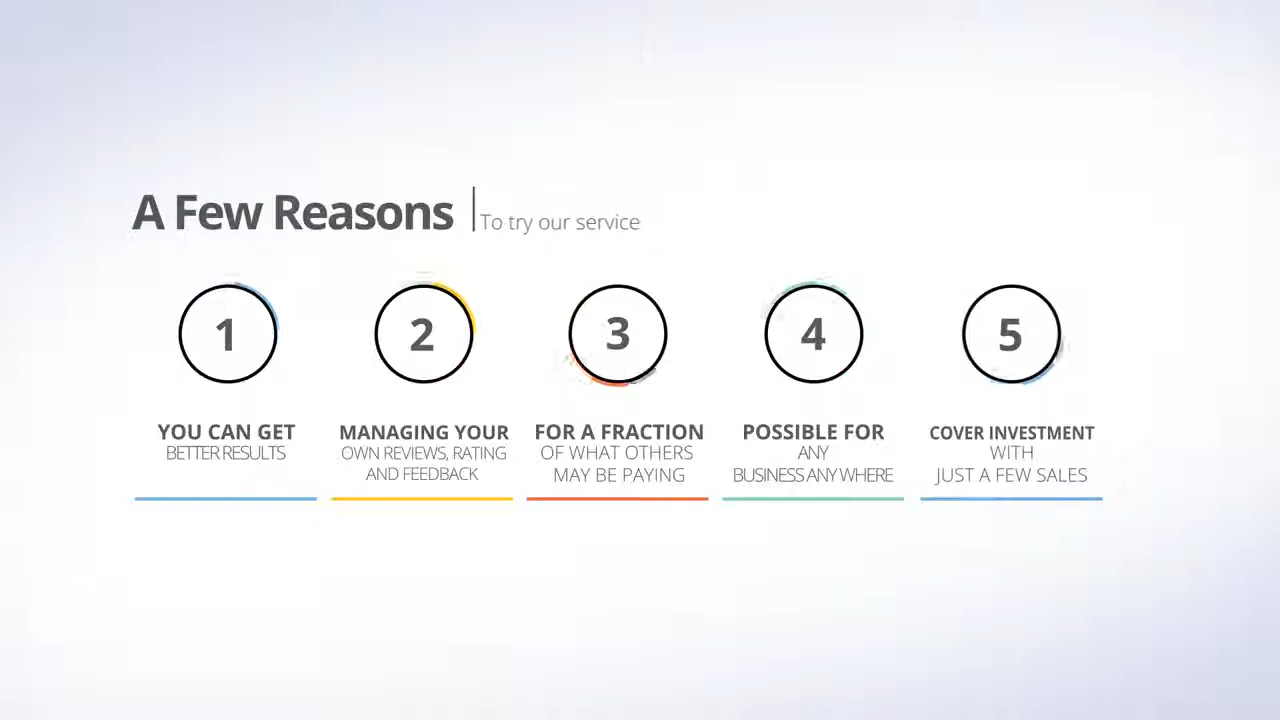 A Few Reasons
To try our service
1
2
3
4
5
YOU CAN GET
BETTER RESULTS
MANAGING YOUR
OWN REVIEWS, RATING
AND FEEDBACK
FOR A FRACTION
OF WHAT OTHERS
MAY BE PAYING
POSSIBLE FOR
ANY
BUSINESS ANY WHERE
COVER INVESTMENT
WITH
JUST A FEW SALES